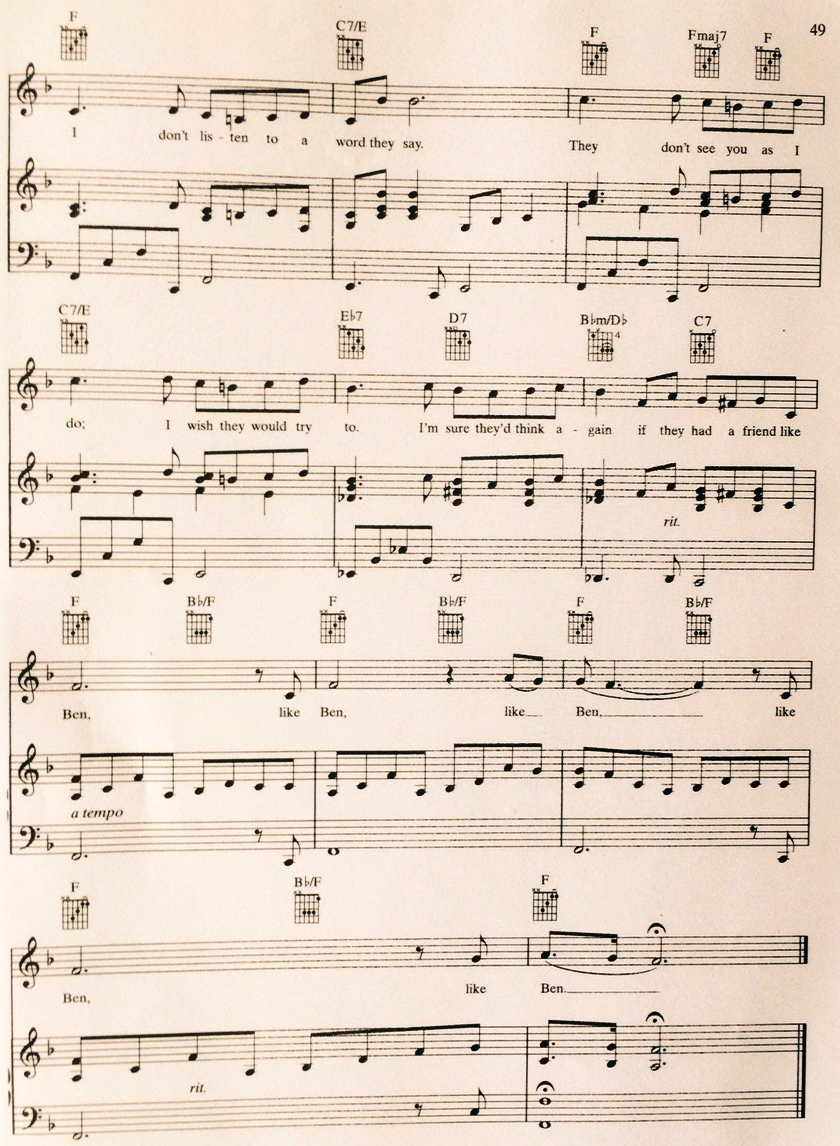 49
F C7/E F Fmaj7 F
I don't lis - ten to a word they say. They don't see you as I
C7/E E♭7 D7 B♭m/D♭ C7
4
do; I wish they would try to. I'm sure they'd think a - gain if they had a friend like
rit.
F B♭/F F B♭/F F B♭/F
Ben, like Ben, like Ben, like
a tempo
F B♭/F F
Ben, like Ben.
rit.